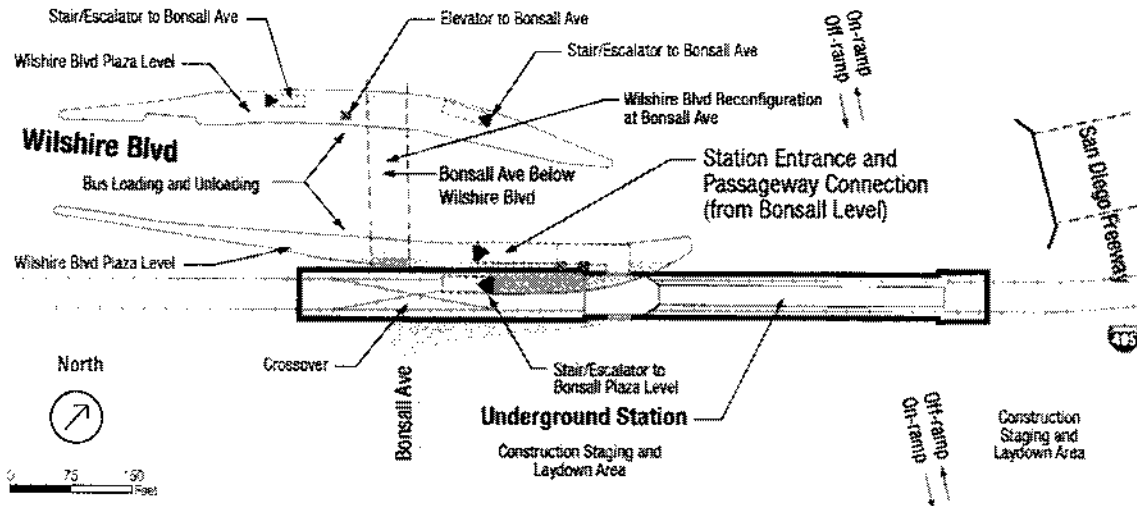 Stair/Escalator to Bonsall Ave
Elevator to Bonsall Ave
Stair/Escalator to Bonsall Ave
On-ramp
Off-ramp
Wilshire Blvd Plaza Level
Wilshire Blvd Reconfiguration
at Bonsall Ave
Wilshire Blvd
Bus Loading and Unloading
Bonsall Ave Below
Wilshire Blvd
Station Entrance and
Passageway Connection
(from Bonsall Level)
San Diego Freeway
Wilshire Blvd Plaza Level
405
North
Crossover
Bonsall Ave
Stair/Escalator to
Bonsall Plaza Level
Underground Station
Construction Staging and
Laydown Area
Off-ramp
On-ramp
Construction
Staging and
Laydown Area
0 75 150
Feet